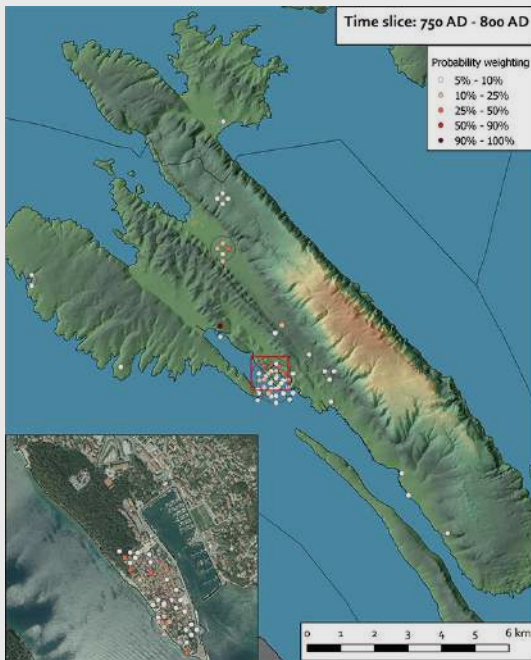 Time slice: 750 AD - 800 AD
Probability weighting
5% - 10%
10% - 25%
25% - 50%
50% - 90%
90% - 100%
0 1 2 3 4 5 6 km